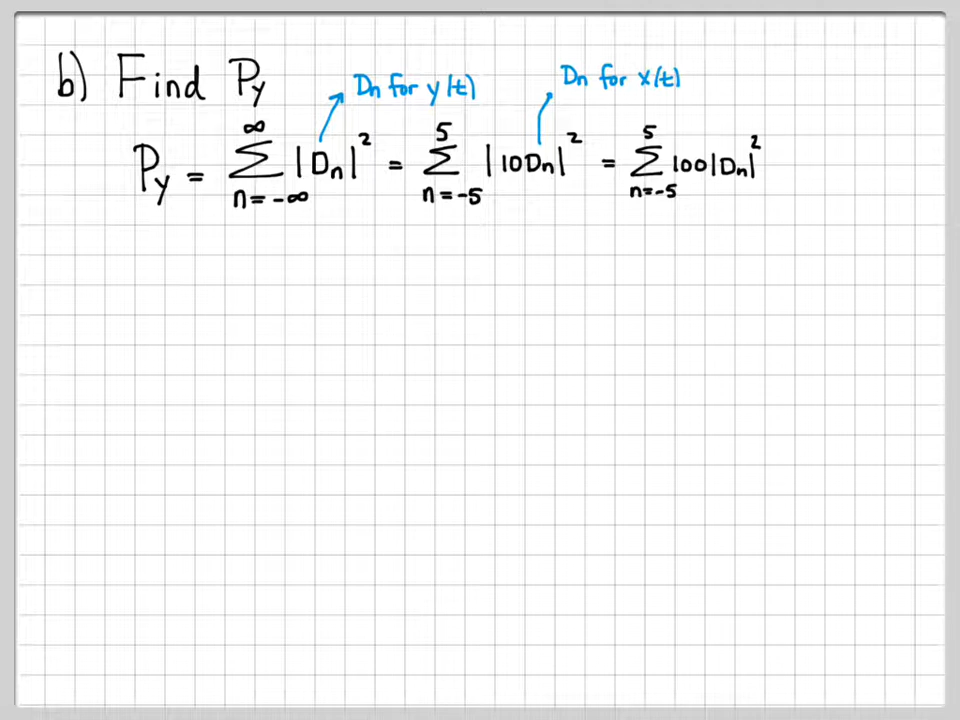 b) Find Py
Dn for y(t)
Dn for x(t)
Py = ∞ Σ n=-∞ |Dn|² = 5 Σ n=-5 |10Dn|² = 5 Σ n=-5 100|Dn|²